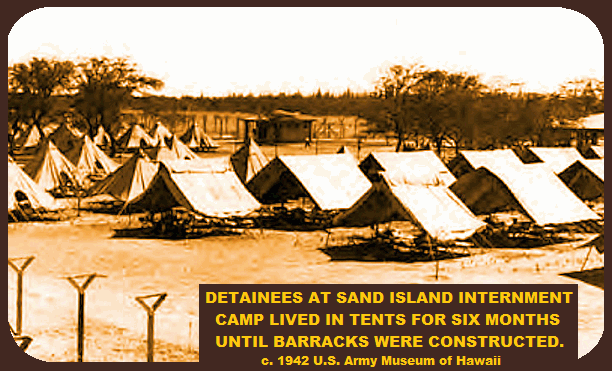 DETAINEES AT SAND ISLAND INTERNMENT
CAMP LIVED IN TENTS FOR SIX MONTHS
UNTIL BARRACKS WERE CONSTRUCTED.
c. 1942 U.S. Army Museum of Hawaii